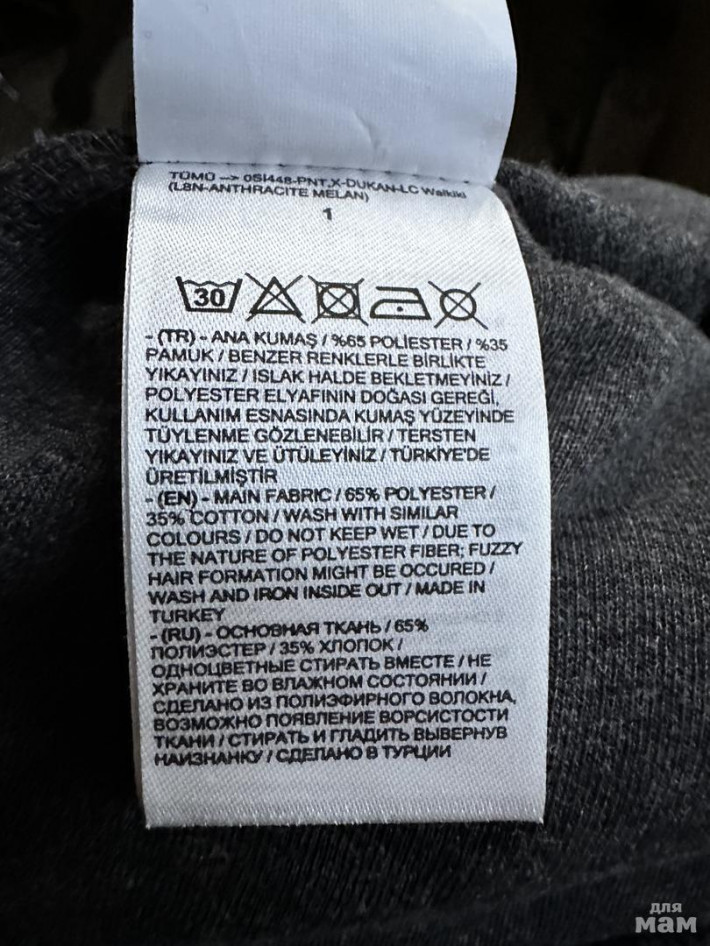 TÜMÜ --> 0SI448-PNT.X-DUKAN-LC Waikiki
(L8N-ANTHRACITE MELAN)
1
30
- (TR) - ANA KUMAŞ / %65 POLİESTER / %35
PAMUK / BENZER RENKLERLE BİRLİKTE
YIKAYINIZ / ISLAK HALDE BEKLETMEYİNİZ /
POLYESTER ELYAFININ DOĞASI GEREĞİ,
KULLANIM ESNASINDA KUMAŞ YÜZEYİNDE
TÜYLENME GÖZLENEBİLİR / TERSTEN
YIKAYINIZ VE ÜTÜLEYİNİZ / TÜRKİYE'DE
ÜRETİLMİŞTİR
- (EN) - MAIN FABRIC / 65% POLYESTER /
35% COTTON / WASH WITH SIMILAR
COLOURS / DO NOT KEEP WET / DUE TO
THE NATURE OF POLYESTER FIBER; FUZZY
HAIR FORMATION MIGHT BE OCCURED /
WASH AND IRON INSIDE OUT / MADE IN
TURKEY
- (RU) - ОСНОВНАЯ ТКАНЬ / 65%
ПОЛИЭСТЕР / 35% ХЛОПОК /
ОДНОЦВЕТНЫЕ СТИРАТЬ ВМЕСТЕ / НЕ
ХРАНИТЕ ВО ВЛАЖНОМ СОСТОЯНИИ /
СДЕЛАНО ИЗ ПОЛИЭФИРНОГО ВОЛОКНА,
ВОЗМОЖНО ПОЯВЛЕНИЕ ВОРСИСТОСТИ
ТКАНИ / СТИРАТЬ И ГЛАДИТЬ ВЫВЕРНУВ
НАИЗНАНКУ / СДЕЛАНО В ТУРЦИИ
для
мам